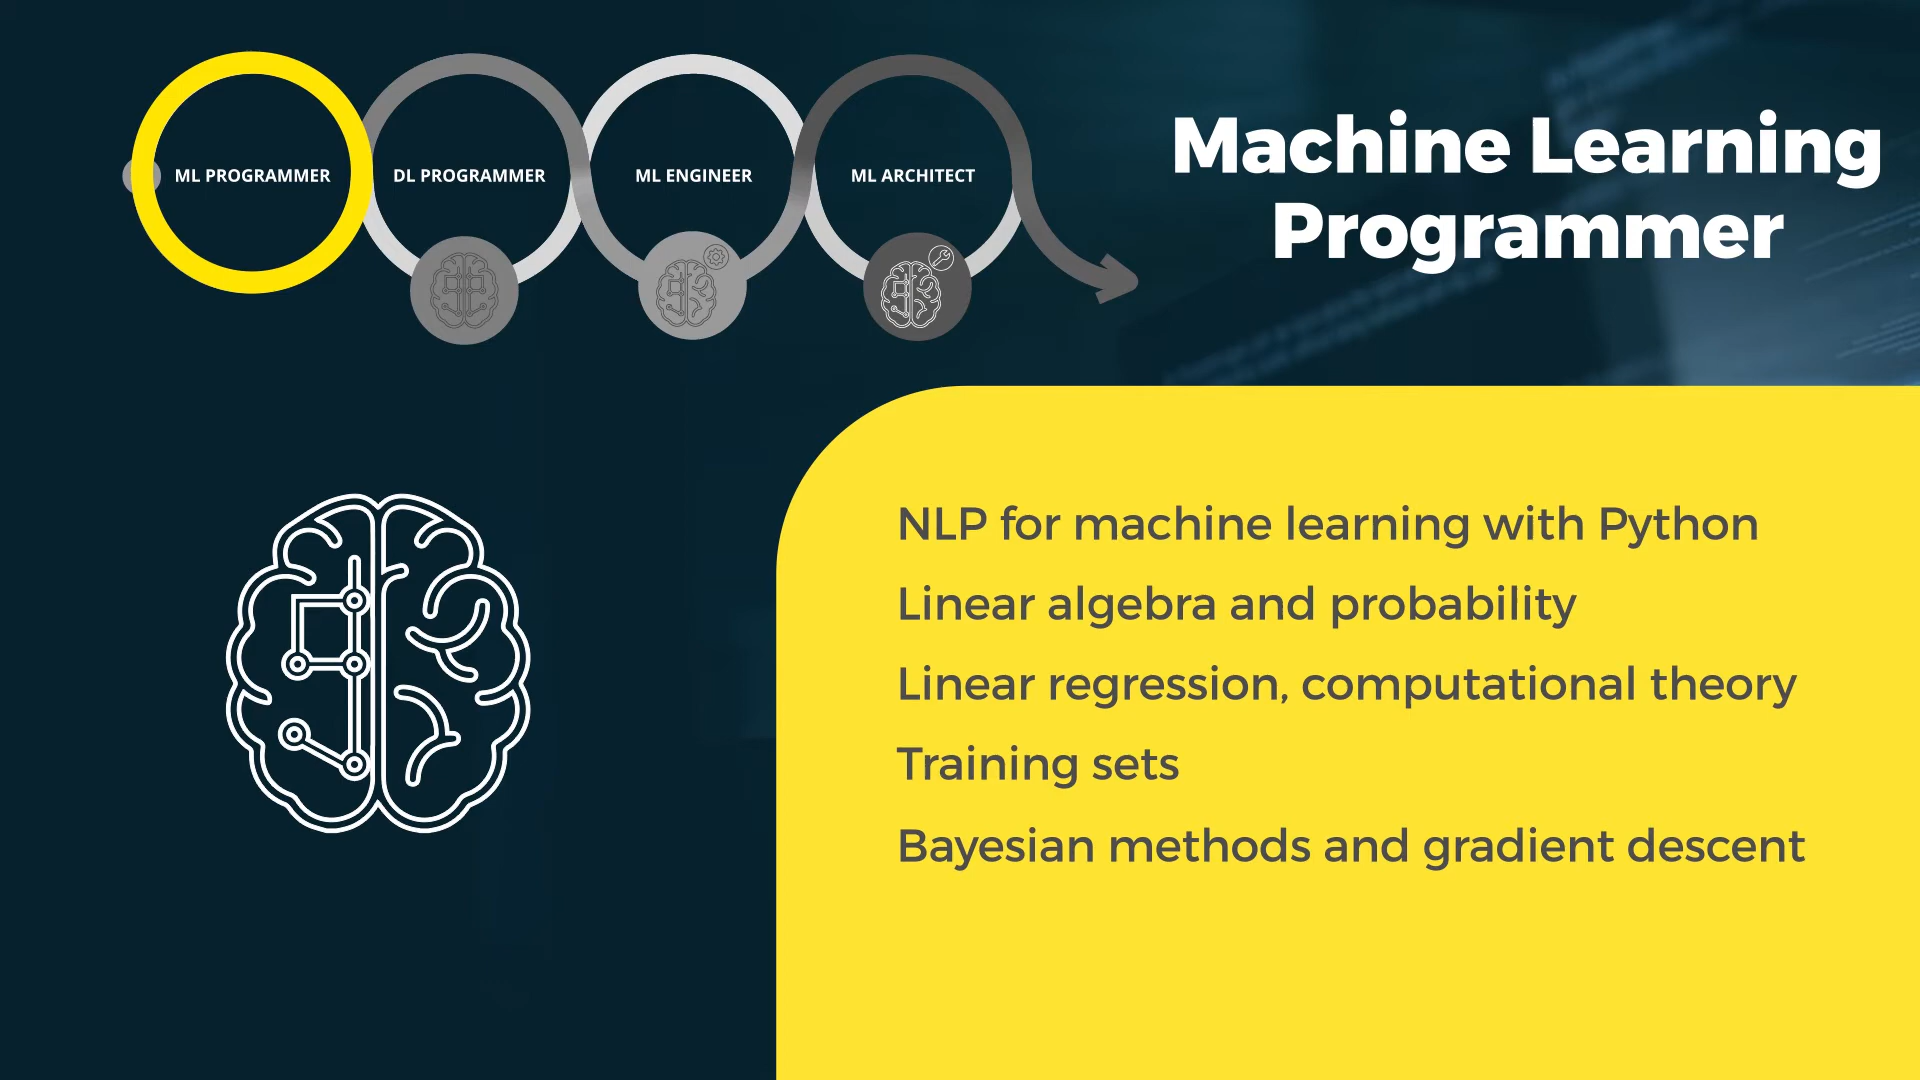 ML PROGRAMMER
DL PROGRAMMER
ML ENGINEER
ML ARCHITECT
Machine Learning
Programmer
NLP for machine learning with Python
Linear algebra and probability
Linear regression, computational theory
Training sets
Bayesian methods and gradient descent